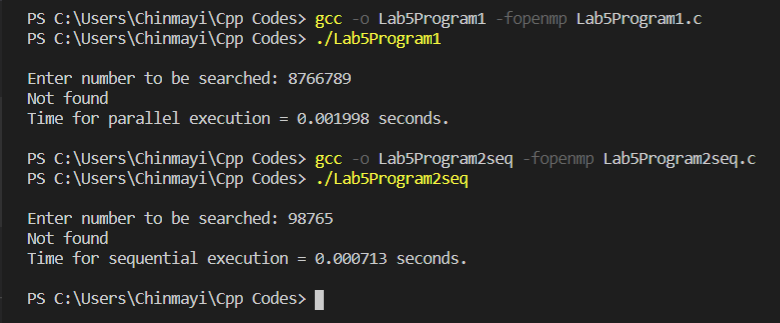 PS C:\Users\Chinmayi\Cpp Codes> gcc -o Lab5Program1 -fopenmp Lab5Program1.c
PS C:\Users\Chinmayi\Cpp Codes> ./Lab5Program1
Enter number to be searched: 8766789
Not found
Time for parallel execution = 0.001998 seconds.
PS C:\Users\Chinmayi\Cpp Codes> gcc -o Lab5Program2seq -fopenmp Lab5Program2seq.c
PS C:\Users\Chinmayi\Cpp Codes> ./Lab5Program2seq
Enter number to be searched: 98765
Not found
Time for sequential execution = 0.000713 seconds.
PS C:\Users\Chinmayi\Cpp Codes>